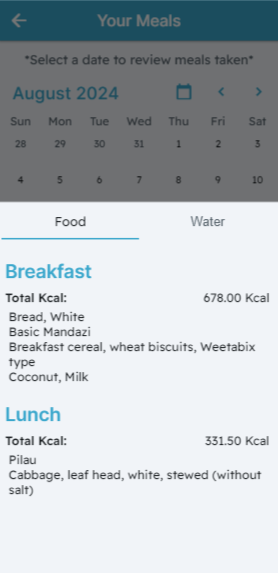 Your Meals
*Select a date to review meals taken*
August 2024
Sun Mon Tue Wed Thu Fri Sat
28 29 30 31 1 2 3
4 5 6 7 8 9 10
Food Water
Breakfast
Total Kcal: 678.00 Kcal
Bread, White
Basic Mandazi
Breakfast cereal, wheat biscuits, Weetabix
type
Coconut, Milk
Lunch
Total Kcal: 331.50 Kcal
Pilau
Cabbage, leaf head, white, stewed (without
salt)